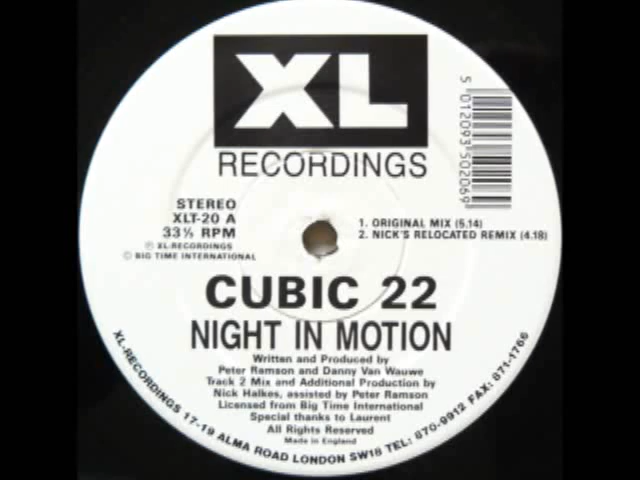 XL
RECORDINGS
5 012093 502069
STEREO
XLT-20 A
33⅓ RPM
℗ XL-RECORDINGS
© BIG TIME INTERNATIONAL
1. ORIGINAL MIX (5.14)
2. NICK'S RELOCATED REMIX (4.18)
CUBIC 22
NIGHT IN MOTION
Written and Produced by
Peter Ramson and Danny Van Wauwe
Track 2 Mix and Additional Production by
Nick Halkes, assisted by Peter Ramson
Licensed from Big Time International
Special thanks to Laurent
All Rights Reserved
Made in England
XL-RECORDINGS 17-19 ALMA ROAD LONDON SW18 TEL: 870-9912 FAX: 871-1766